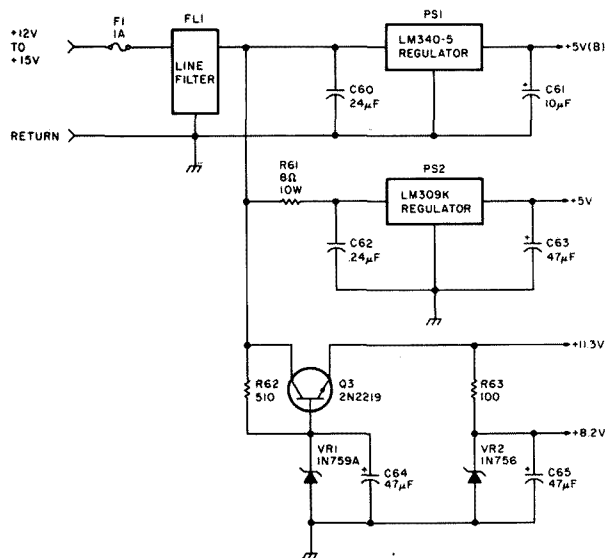 +12V
TO
+15V
F1
1A
FL1
LINE
FILTER
RETURN
PS1
LM340-5
REGULATOR
+5V(B)
C60
24µF
C61
10µF
R61
8Ω
10W
PS2
LM309K
REGULATOR
+5V
C62
.24µF
C63
47µF
+11.3V
R62
510
Q3
2N2219
R63
100
+8.2V
VR1
1N759A
C64
47µF
VR2
1N756
C65
47µF